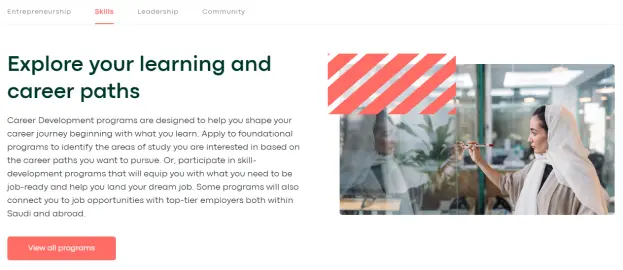 Entrepreneurship Skills Leadership Community
Explore your learning and
career paths
Career Development programs are designed to help you shape your
career journey beginning with what you learn. Apply to foundational
programs to identify the areas of study you are interested in based on
the career paths you want to pursue. Or, participate in skill-
development programs that will equip you with what you need to be
job-ready and help you land your dream job. Some programs will also
connect you to job opportunities with top-tier employers both within
Saudi and abroad.
View all programs